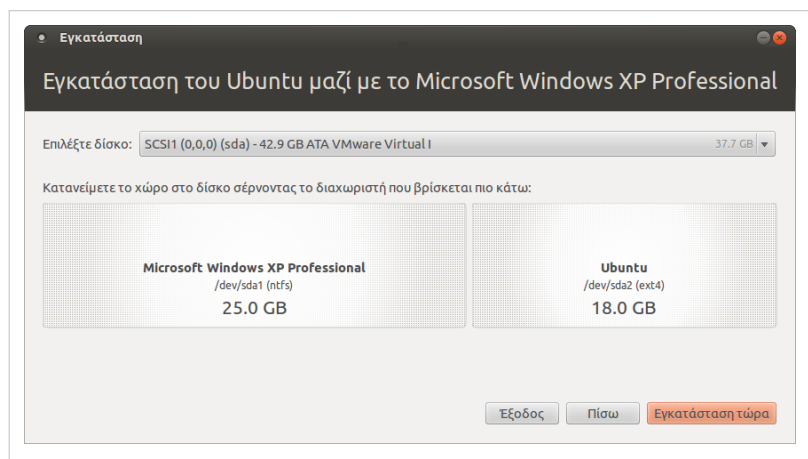 Εγκατάσταση
Εγκατάσταση του Ubuntu μαζί με το Microsoft Windows XP Professional
Επιλέξτε δίσκο: SCSI1 (0,0,0) (sda) - 42.9 GB ATA VMware Virtual I 37.7 GB
Κατανείμετε το χώρο στο δίσκο σέρνοντας το διαχωριστή που βρίσκεται πιο κάτω:
Microsoft Windows XP Professional
/dev/sda1 (ntfs)
25.0 GB
Ubuntu
/dev/sda2 (ext4)
18.0 GB
Έξοδος Πίσω Εγκατάσταση τώρα